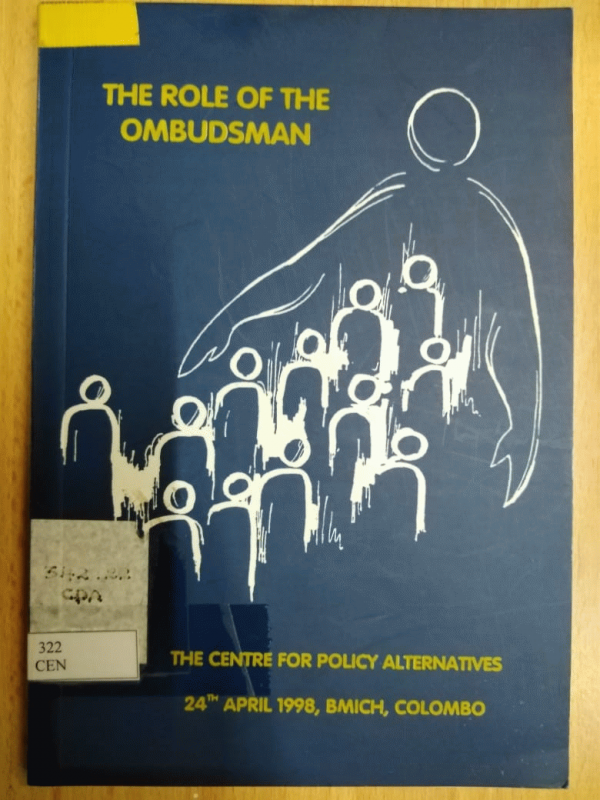 THE ROLE OF THE
OMBUDSMAN
322
CEN
THE CENTRE FOR POLICY ALTERNATIVES
24TH APRIL 1998, BMICH, COLOMBO